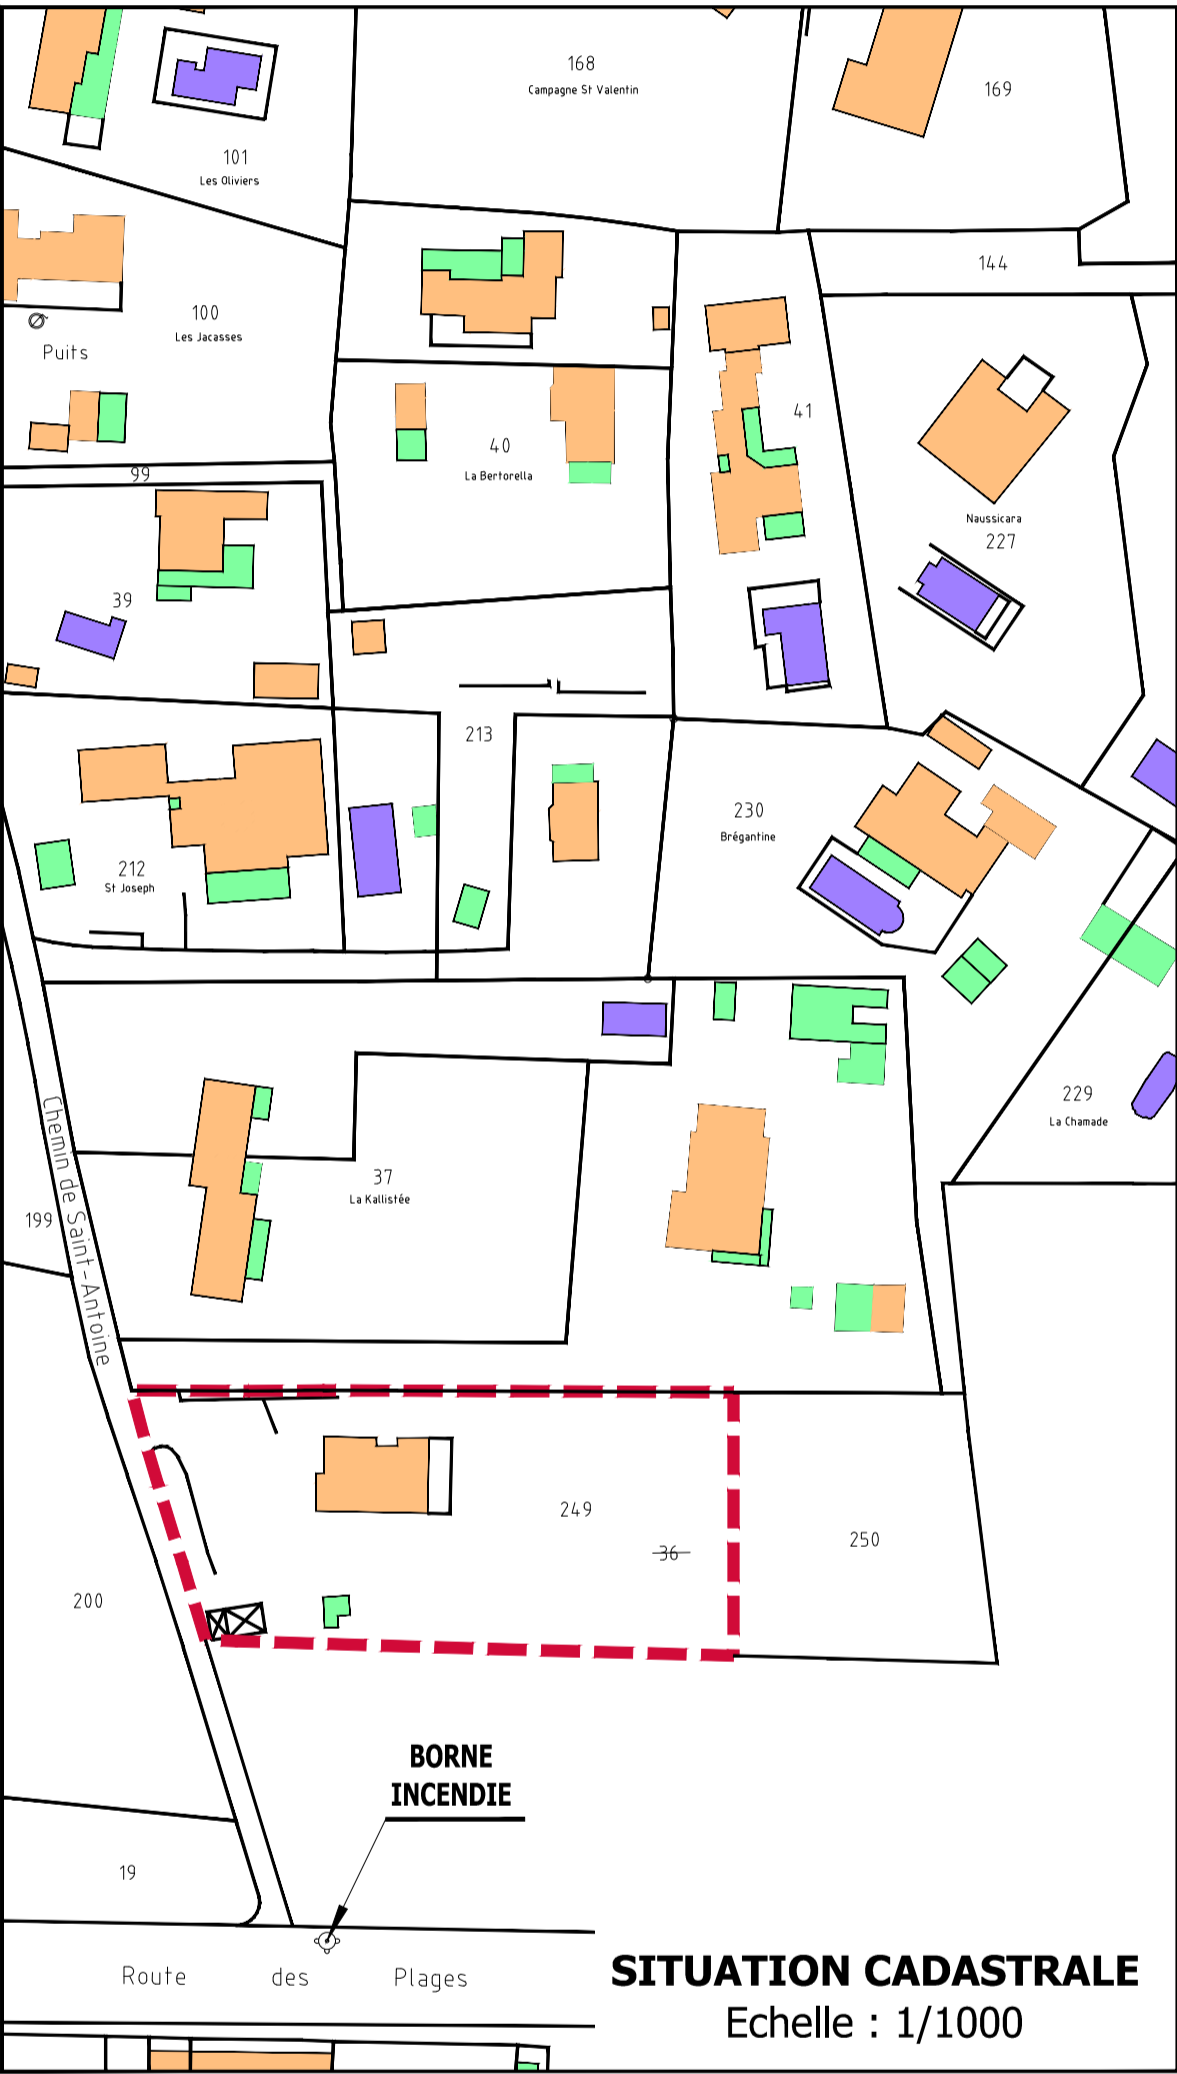 168
Campagne St Valentin
169
101
Les Oliviers
144
100
Les Jacasses
Puits
41
40
La Bertorella
99
Naussicara
227
39
213
230
Brégantine
212
St Joseph
229
La Chamade
37
La Kallistée
199
Chemin de Saint-Antoine
249
36
250
200
BORNE
INCENDIE
19
Route des Plages
SITUATION CADASTRALE
Echelle : 1/1000